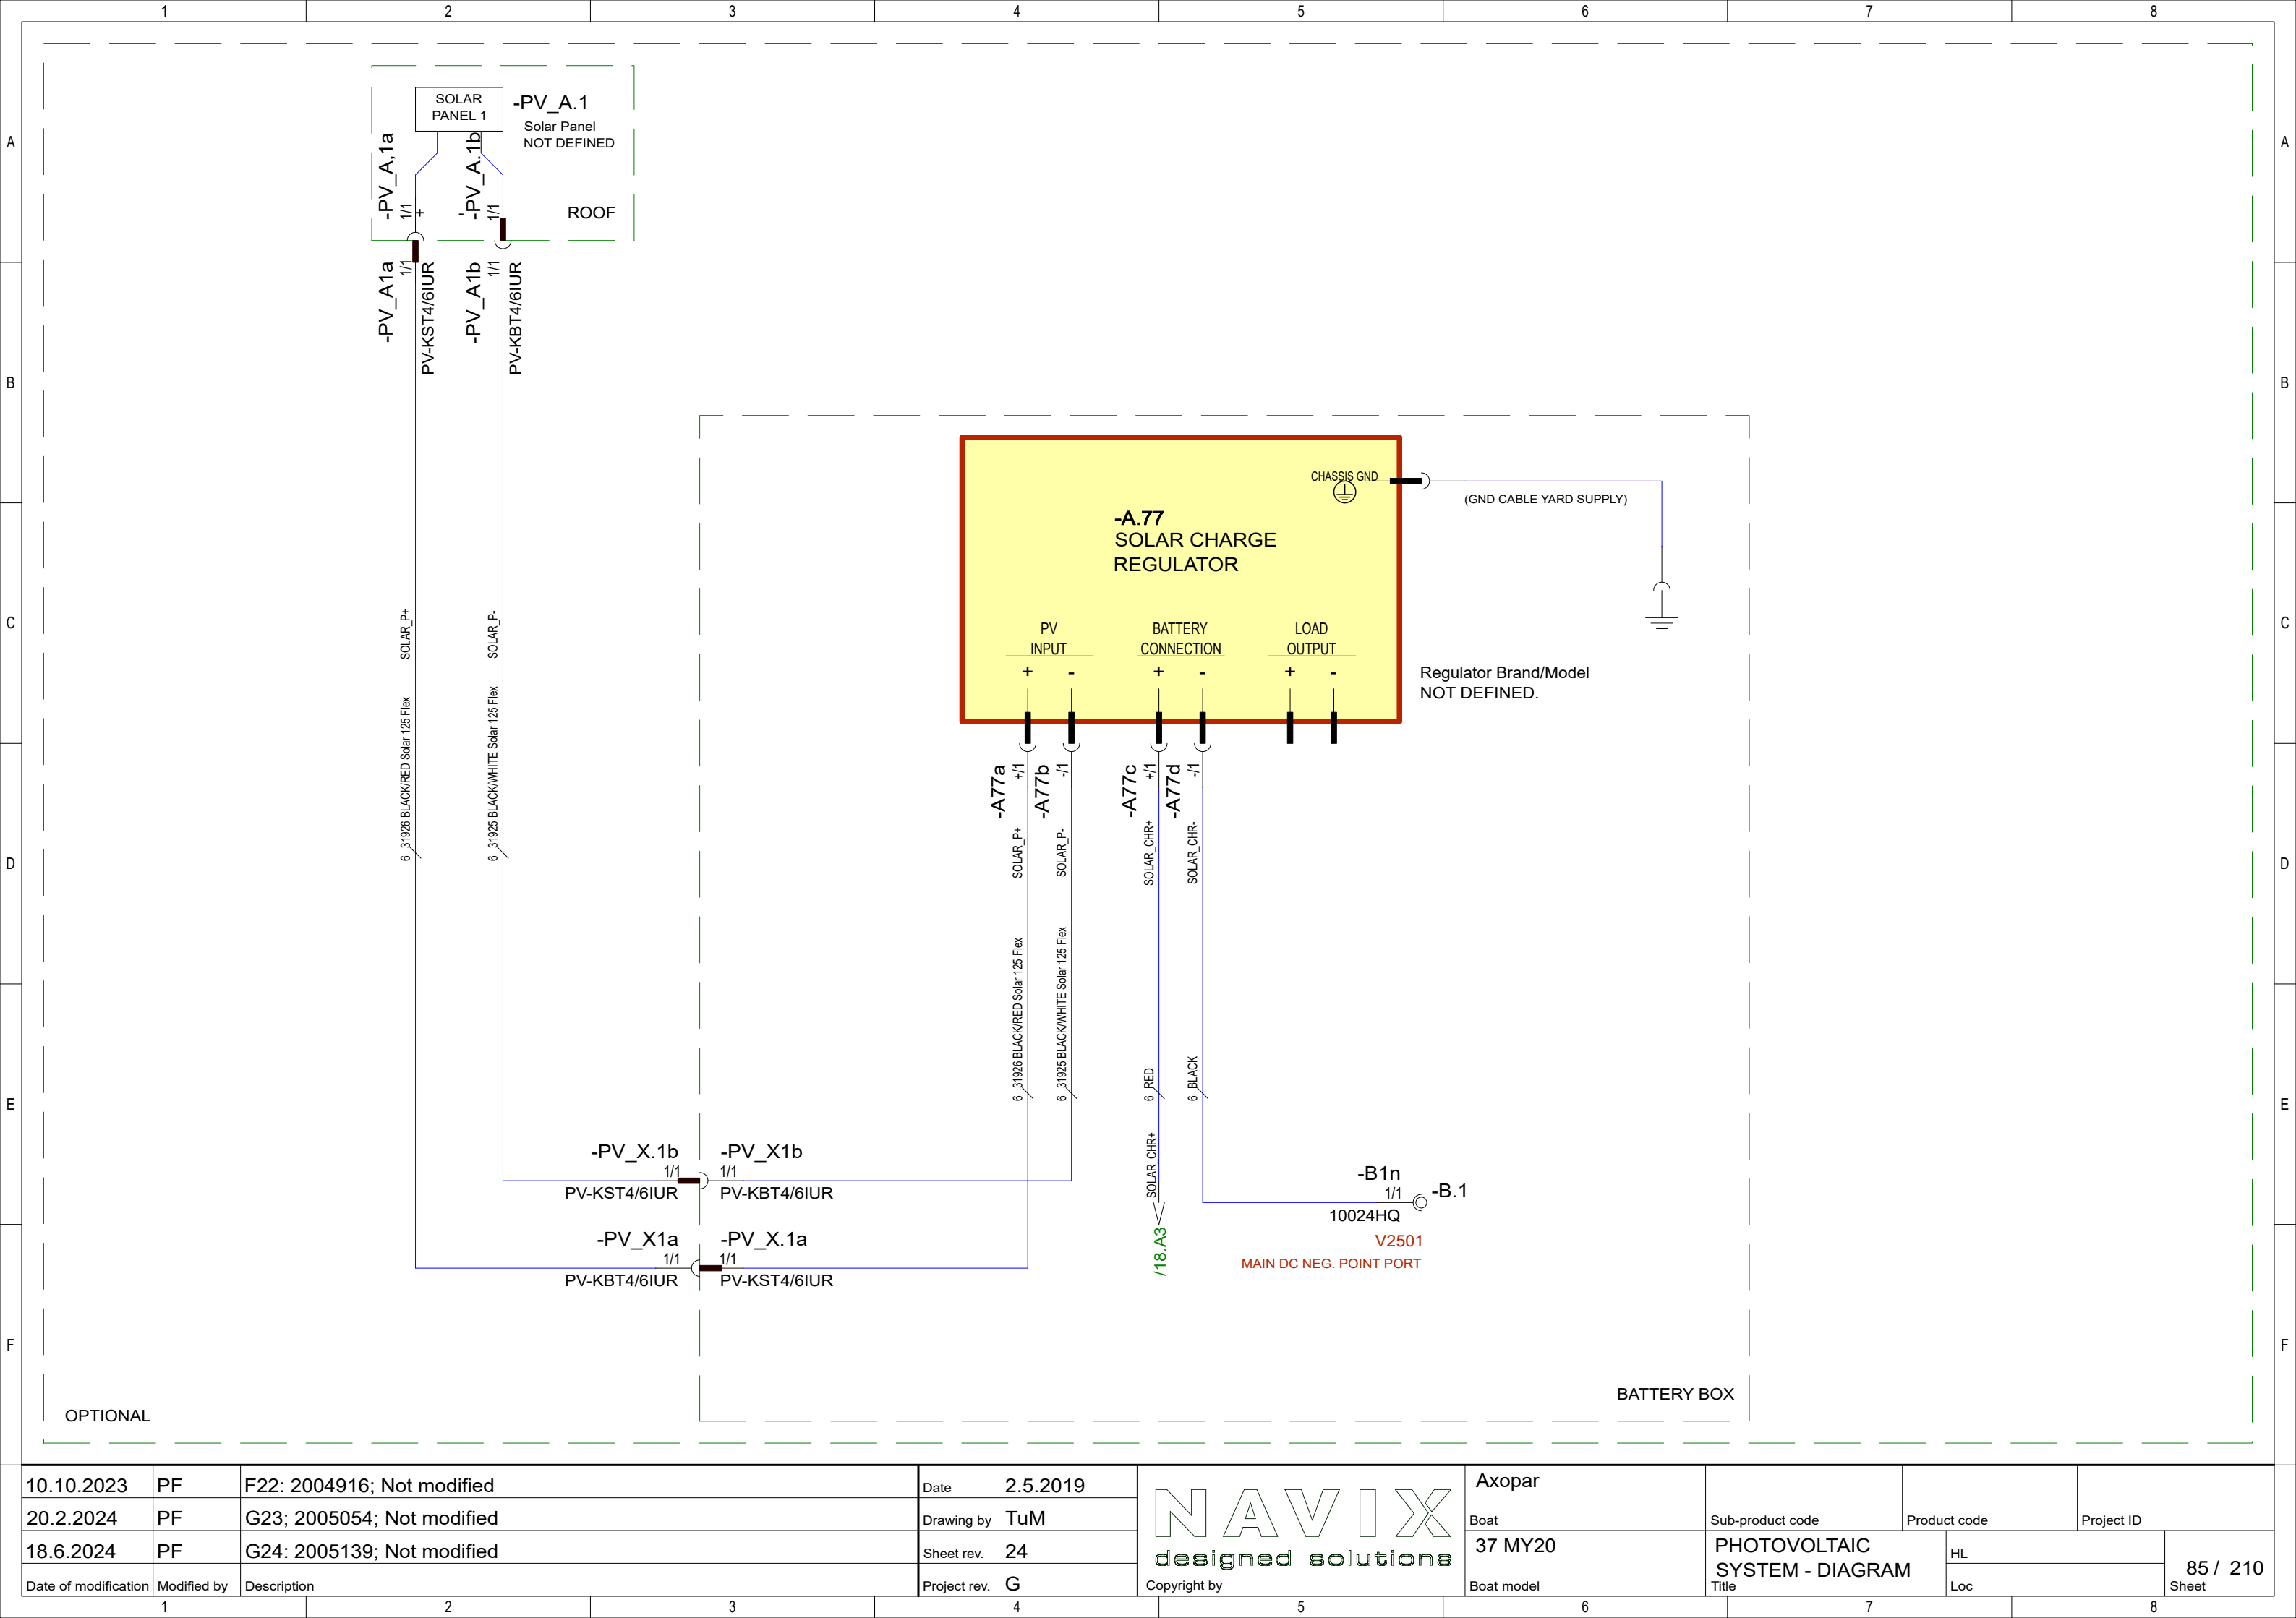 1 2 3 4 5 6 7 8
A
B
C
D
E
F
A
B
C
D
E
F
SOLAR
PANEL 1
-PV_A.1
Solar Panel
NOT DEFINED
-PV_A,1a
1/1
+
-PV_A.1b
1/1
-
ROOF
-PV_A1a
1/1
PV-KST4/6IUR
-PV_A1b
1/1
PV-KBT4/6IUR
SOLAR_P+
6 31926 BLACK/RED Solar 125 Flex
SOLAR_P-
6 31925 BLACK/WHITE Solar 125 Flex
CHASSIS GND
(GND CABLE YARD SUPPLY)
-A.77
SOLAR CHARGE
REGULATOR
PV
INPUT
+ -
BATTERY
CONNECTION
+ -
LOAD
OUTPUT
+ -
Regulator Brand/Model
NOT DEFINED.
-A77a
+/1
-A77b
-/1
-A77c
+/1
-A77d
-/1
SOLAR_P+
SOLAR_P-
SOLAR_CHR+
SOLAR_CHR-
6 31926 BLACK/RED Solar 125 Flex
6 31925 BLACK/WHITE Solar 125 Flex
6 RED
6 BLACK
SOLAR_CHR+
/18.A3
-PV_X.1b
1/1
PV-KST4/6IUR
-PV_X1b
1/1
PV-KBT4/6IUR
-PV_X1a
1/1
PV-KBT4/6IUR
-PV_X.1a
1/1
PV-KST4/6IUR
-B1n
1/1
-B.1
10024HQ
V2501
MAIN DC NEG. POINT PORT
BATTERY BOX
OPTIONAL
10.10.2023 PF F22: 2004916; Not modified
20.2.2024 PF G23; 2005054; Not modified
18.6.2024 PF G24: 2005139; Not modified
Date of modification Modified by Description
Date 2.5.2019
Drawing by TuM
Sheet rev. 24
Project rev. G
NAVIX
designed solutions
Copyright by
Axopar
Boat
37 MY20
Boat model
Sub-product code
Product code
Project ID
PHOTOVOLTAIC
SYSTEM - DIAGRAM
Title
HL
Loc
85 / 210
Sheet
1 2 3 4 5 6 7 8